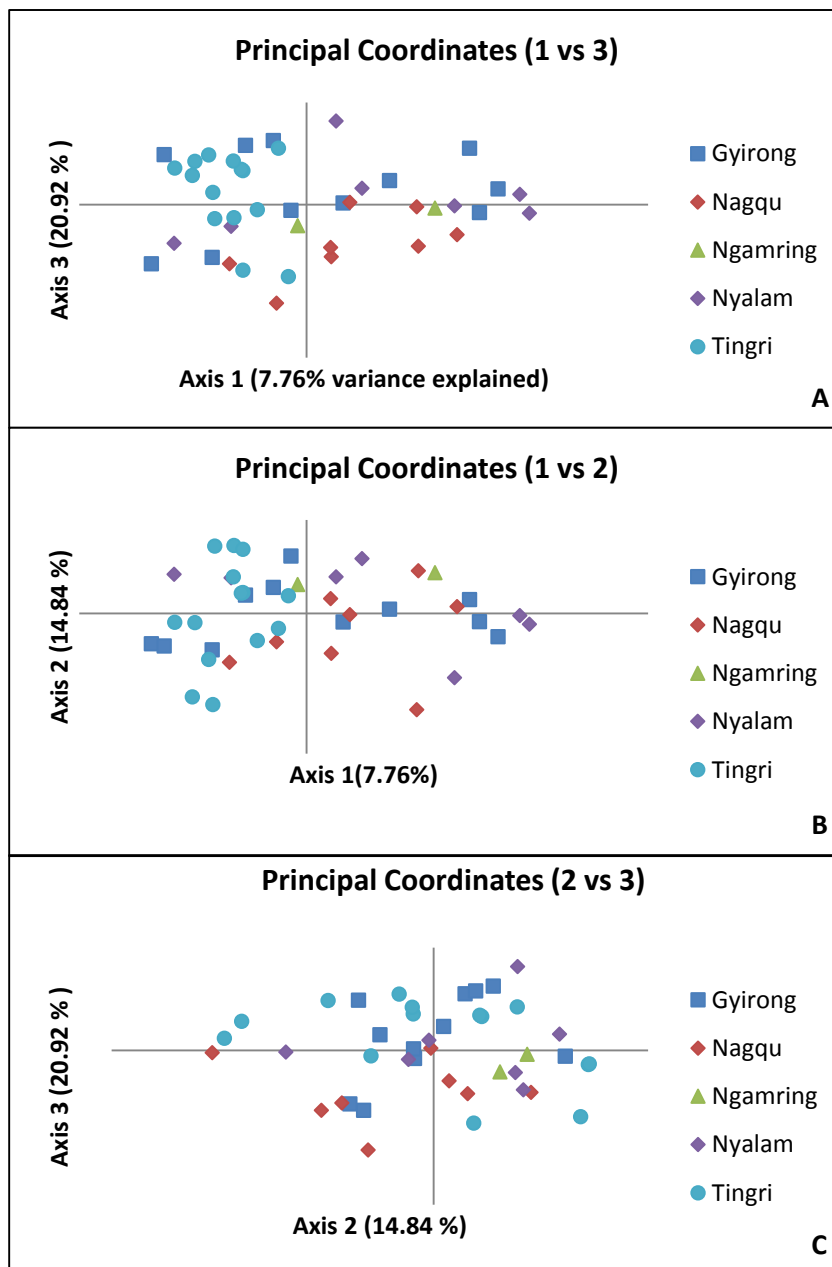 Principal Coordinates (1 vs 3)
Axis 3 (20.92 % )
Gyirong
Nagqu
Ngamring
Nyalam
Tingri
Axis 1 (7.76% variance explained)
A
Principal Coordinates (1 vs 2)
Axis 2 (14.84 %)
Gyirong
Nagqu
Ngamring
Nyalam
Tingri
Axis 1(7.76%)
B
Principal Coordinates (2 vs 3)
Axis 3 (20.92 % )
Gyirong
Nagqu
Ngamring
Nyalam
Tingri
Axis 2 (14.84 %)
C